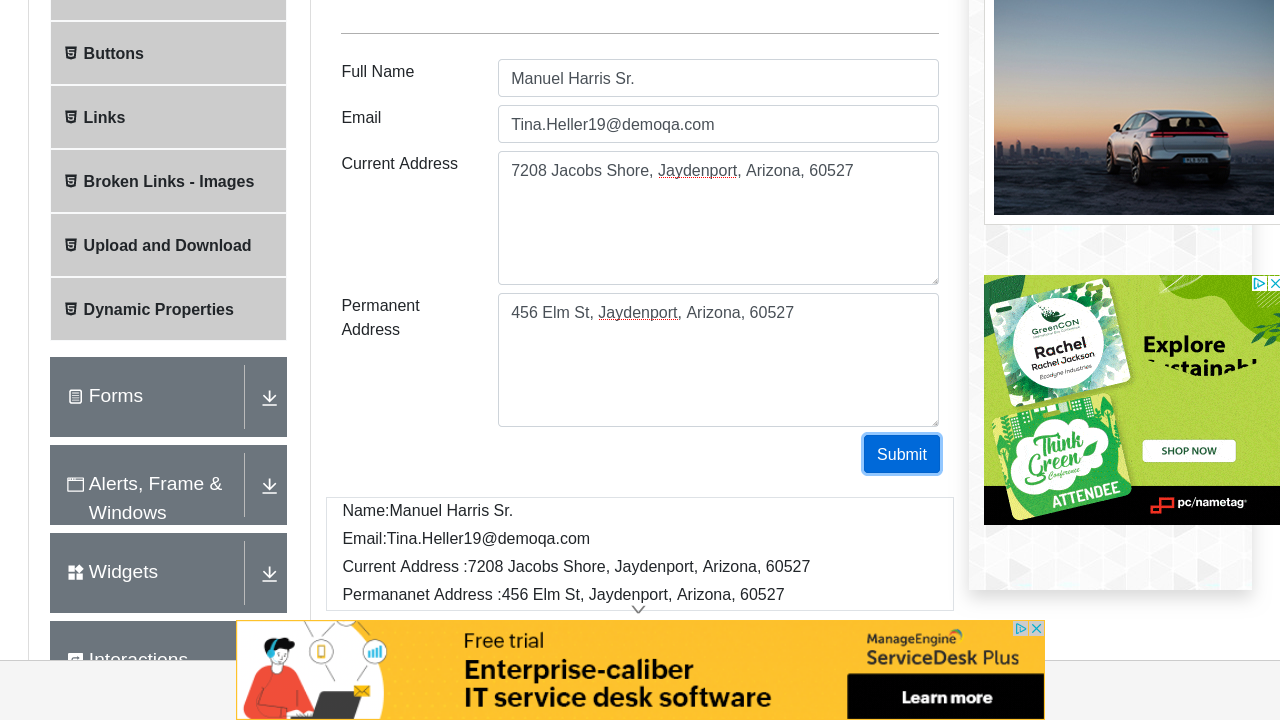 Buttons
Links
Broken Links - Images
Upload and Download
Dynamic Properties
Forms
Alerts, Frame &
Windows
Widgets
Interactions
Full Name
Manuel Harris Sr.
Email
Tina.Heller19@demoqa.com
Current Address
7208 Jacobs Shore, Jaydenport, Arizona, 60527
Permanent
Address
456 Elm St, Jaydenport, Arizona, 60527
Submit
Name:Manuel Harris Sr.
Email:Tina.Heller19@demoqa.com
Current Address :7208 Jacobs Shore, Jaydenport, Arizona, 60527
Permananet Address :456 Elm St, Jaydenport, Arizona, 60527
GreenCON
Rachel
Rachel Jackson
Ecodyne Industries
Think
Green
Conference
ATTENDEE
Explore
SHOP NOW
pc/nametag
Free trial
Enterprise-caliber
IT service desk software
ManageEngine
ServiceDesk Plus
Learn more